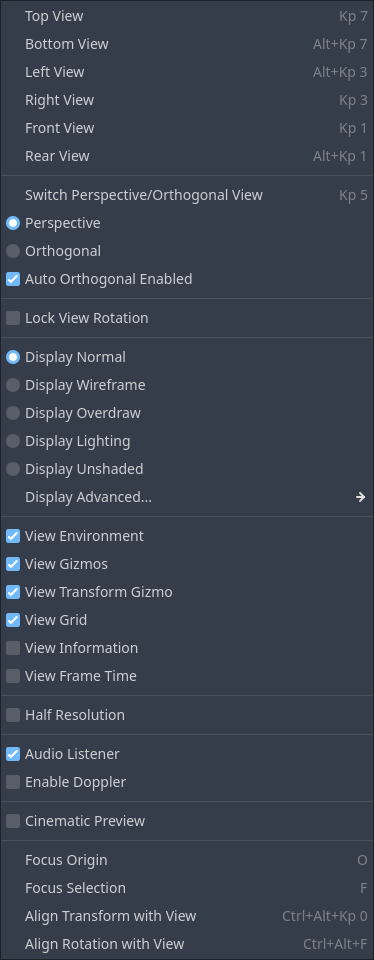 Top View Kp 7
Bottom View Alt+Kp 7
Left View Alt+Kp 3
Right View Kp 3
Front View Kp 1
Rear View Alt+Kp 1
Switch Perspective/Orthogonal View Kp 5
Perspective
Orthogonal
Auto Orthogonal Enabled
Lock View Rotation
Display Normal
Display Wireframe
Display Overdraw
Display Lighting
Display Unshaded
Display Advanced...
View Environment
View Gizmos
View Transform Gizmo
View Grid
View Information
View Frame Time
Half Resolution
Audio Listener
Enable Doppler
Cinematic Preview
Focus Origin O
Focus Selection F
Align Transform with View Ctrl+Alt+Kp 0
Align Rotation with View Ctrl+Alt+F